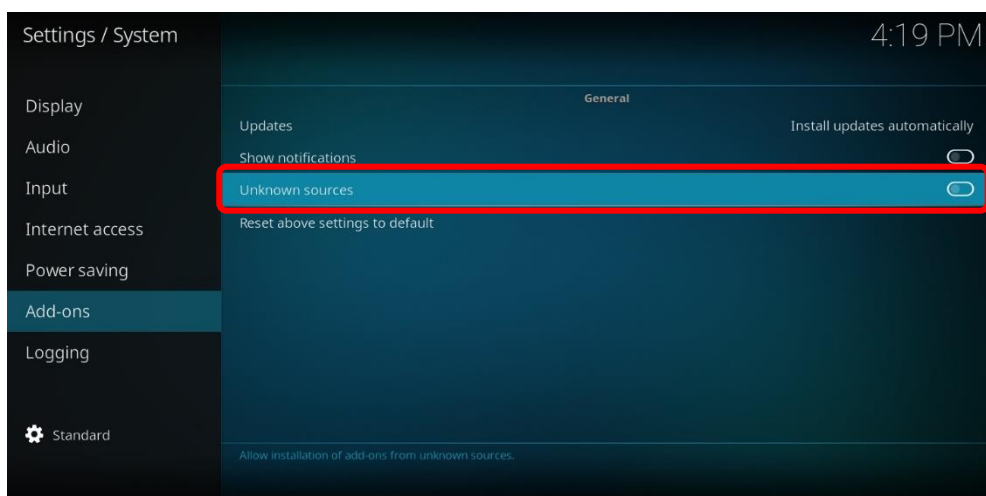 Settings / System
4:19 PM
Display
Audio
Input
Internet access
Power saving
Add-ons
Logging
Standard
General
Updates
Install updates automatically
Show notifications
Unknown sources
Reset above settings to default
Allow installation of add-ons from unknown sources.